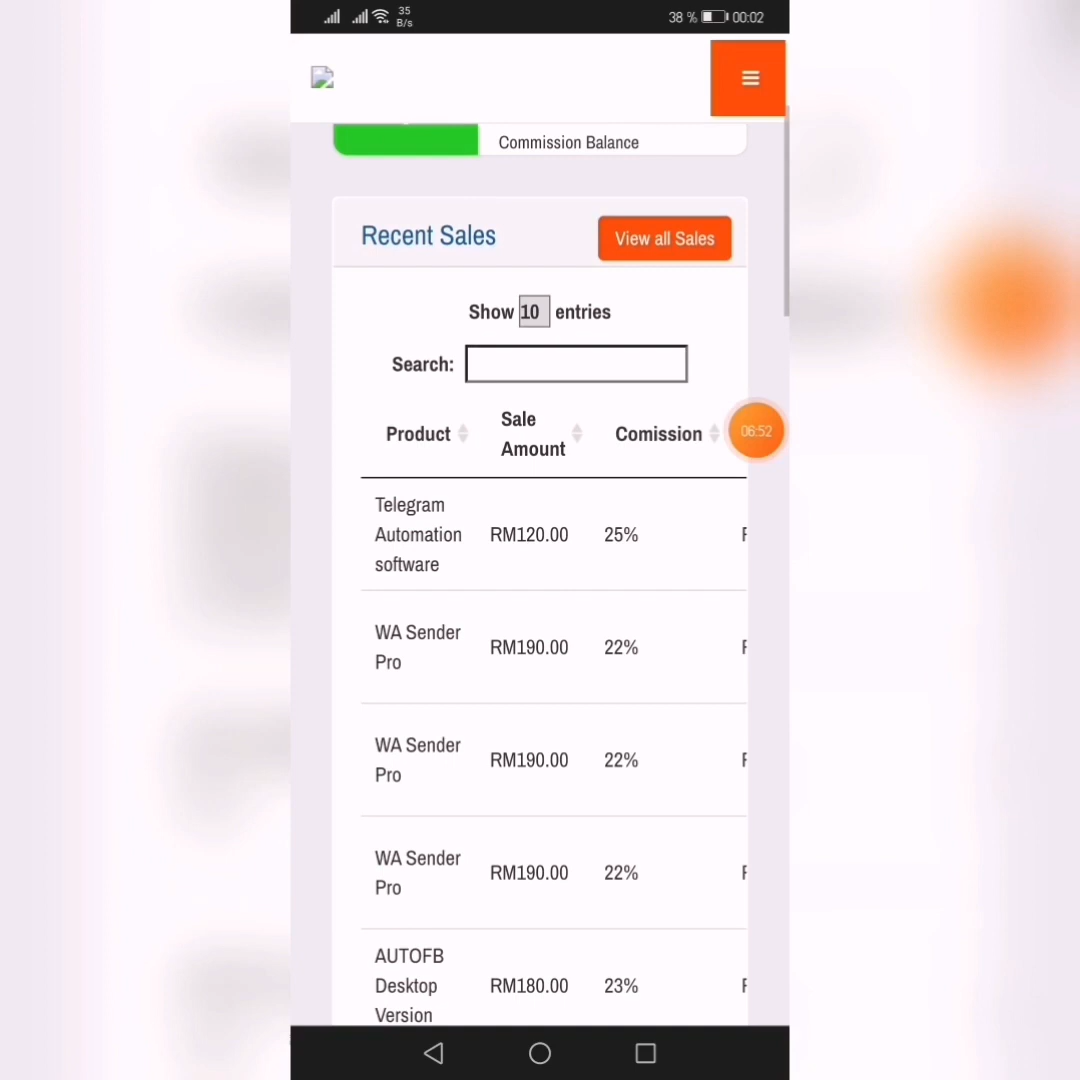 35
B/s
38 %
00:02
Commission Balance
Recent Sales
View all Sales
Show 10 entries
Search:
Product
Sale
Amount
Comission
06:52
Telegram
Automation
software
RM120.00
25%
WA Sender
Pro
RM190.00
22%
WA Sender
Pro
RM190.00
22%
WA Sender
Pro
RM190.00
22%
AUTOFB
Desktop
Version
RM180.00
23%